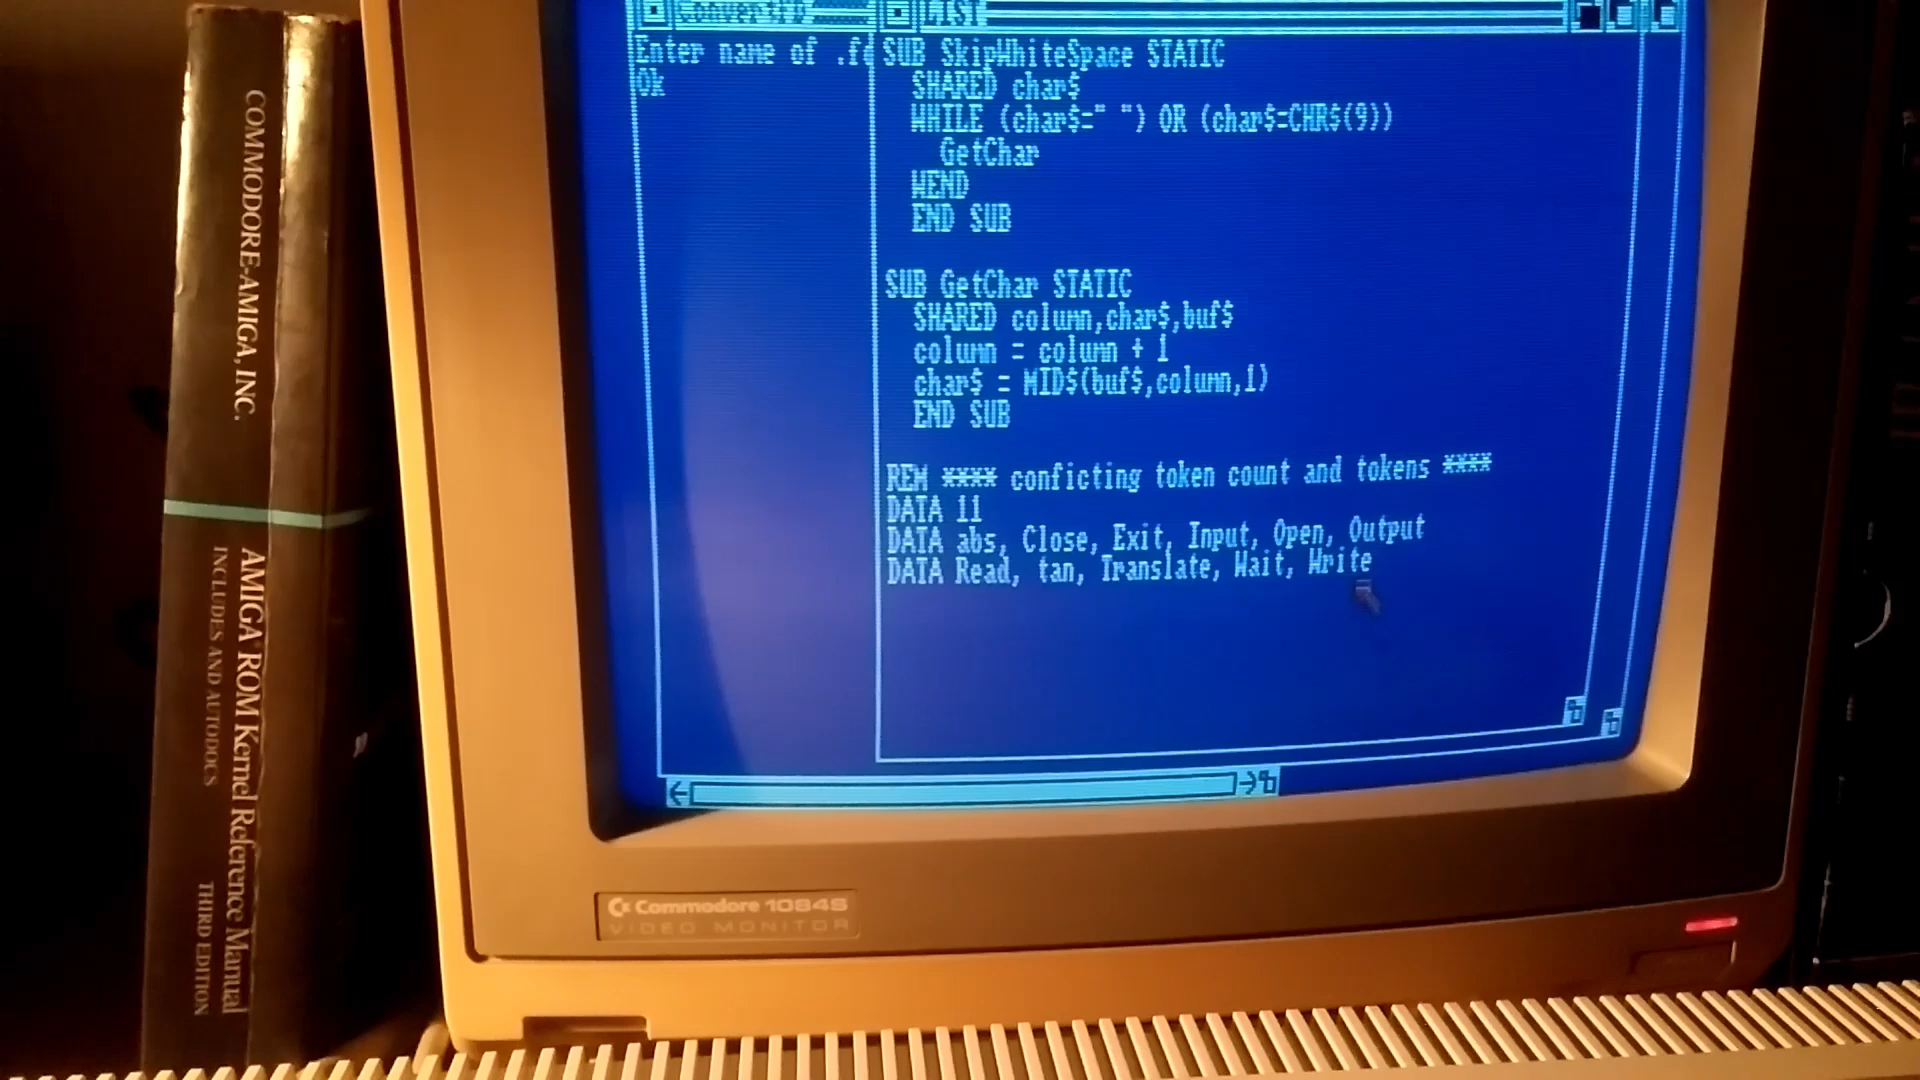 COMMODORE-AMIGA, INC.
AMIGA ROM Kernel Reference Manual
INCLUDES AND AUTODOCS
THIRD EDITION
LIST
Enter name of .f
Ok
SUB SkipWhiteSpace STATIC
SHARED char$
WHILE (char$=" ") OR (char$=CHR$(9))
GetChar
WEND
END SUB
SUB GetChar STATIC
SHARED column,char$,buf$
column = column + 1
char$ = MID$(buf$,column,1)
END SUB
REM **** conficting token count and tokens ****
DATA 11
DATA abs, Close, Exit, Input, Open, Output
DATA Read, tan, Translate, Wait, Write
Commodore 1084S
VIDEO MONITOR